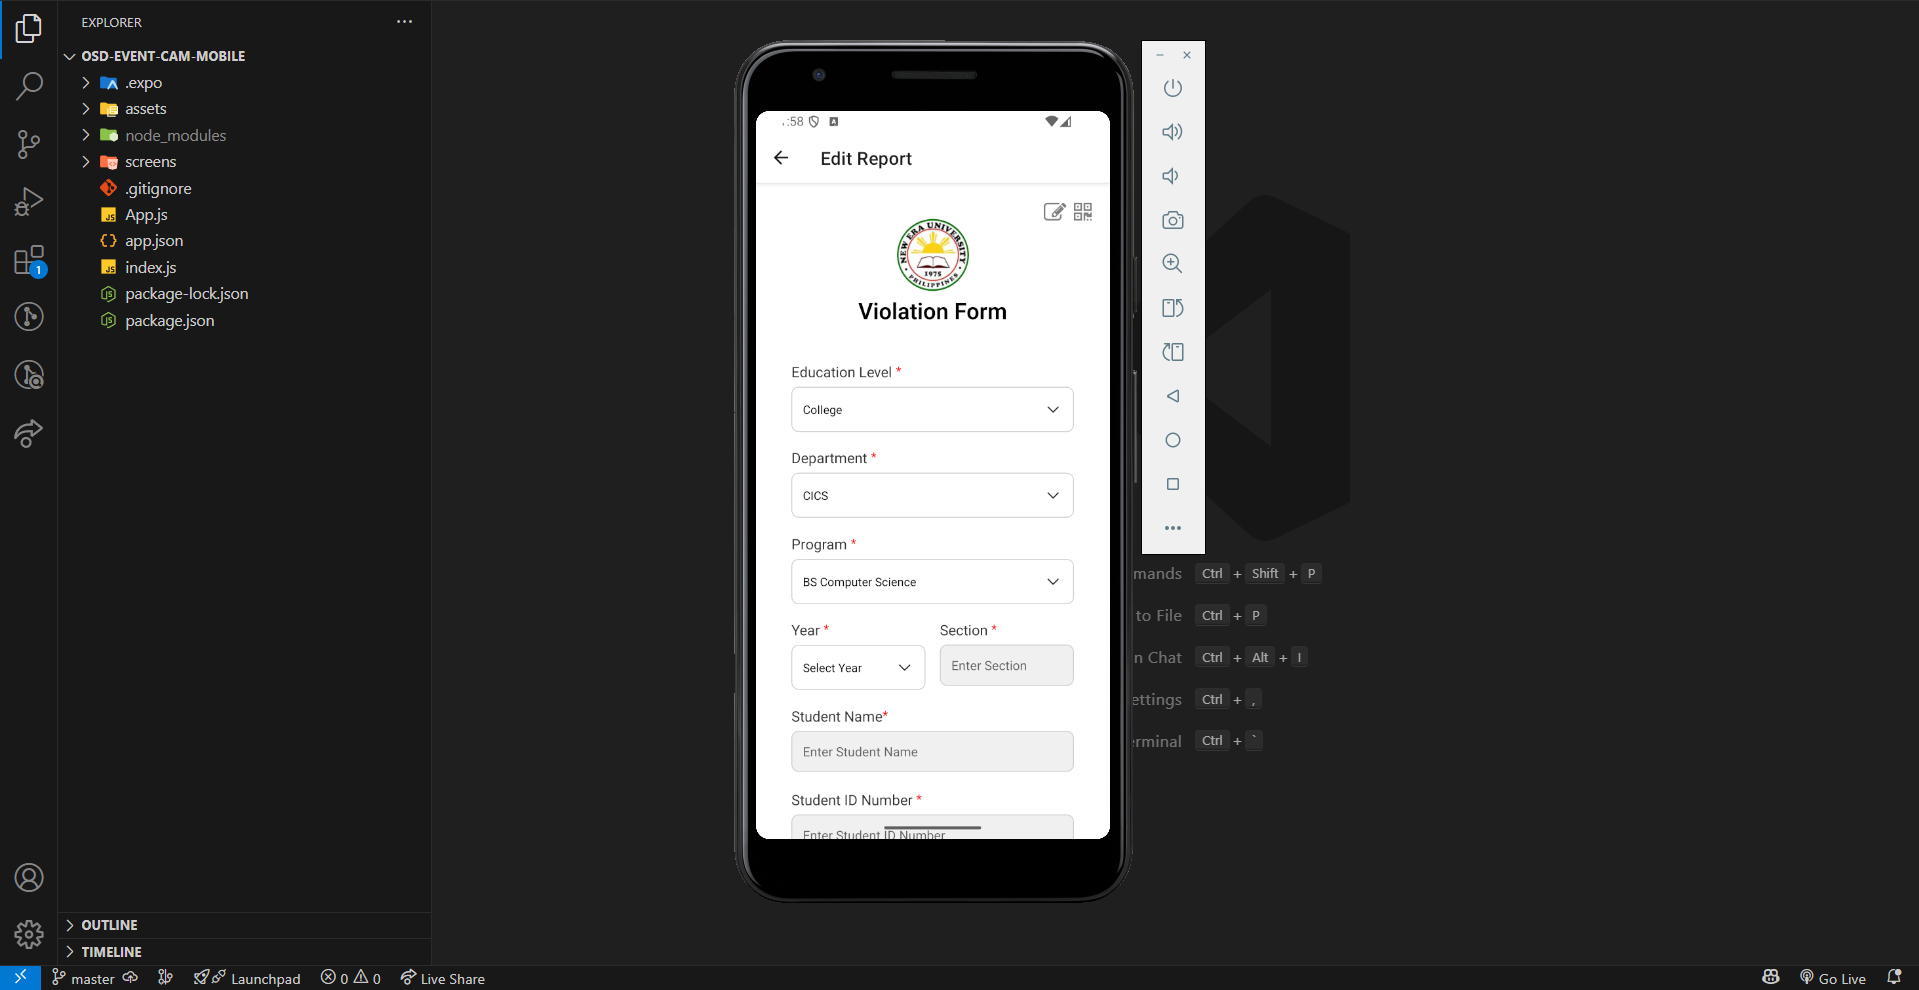 EXPLORER
OSD-EVENT-CAM-MOBILE
.expo
assets
node_modules
screens
.gitignore
App.js
app.json
index.js
package-lock.json
package.json
OUTLINE
TIMELINE
1
master
Launchpad
0
0
Live Share
Go Live
:58
Edit Report
NEW ERA UNIVERSITY
1975
PHILIPPINES
Violation Form
Education Level *
College
Department *
CICS
Program *
BS Computer Science
Year *
Section *
Select Year
Enter Section
Student Name*
Enter Student Name
Student ID Number *
Enter Student ID Number
mands Ctrl + Shift + P
to File Ctrl + P
n Chat Ctrl + Alt + I
ettings Ctrl + ,
erminal Ctrl + `